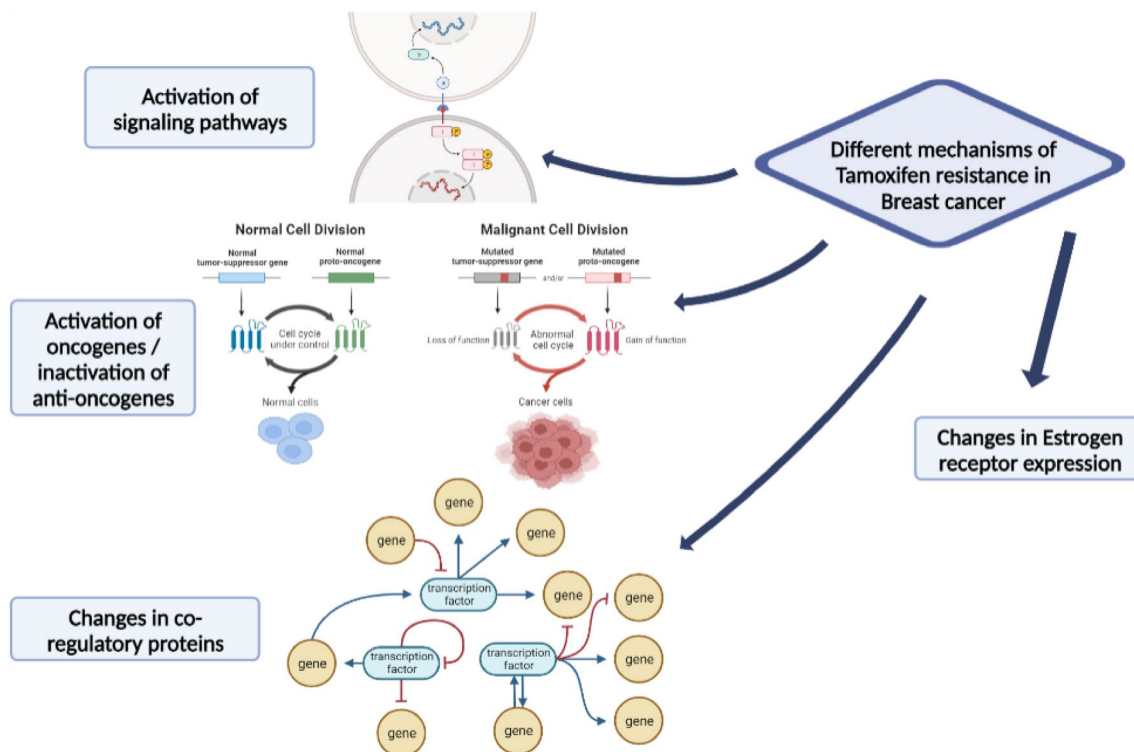 Activation of
signaling pathways
Different mechanisms of
Tamoxifen resistance in
Breast cancer
Normal Cell Division
Malignant Cell Division
Normal
tumor-suppressor gene
Normal
proto-oncogene
Mutated
tumor-suppressor gene
and/or
Mutated
proto-oncogene
Activation of
oncogenes /
inactivation of
anti-oncogenes
Cell cycle
under control
Loss of function
Abnormal
cell cycle
Gain of function
Normal cells
Cancer cells
Changes in Estrogen
receptor expression
gene
gene
gene
transcription
factor
gene
gene
Changes in co-
regulatory proteins
gene
transcription
factor
transcription
factor
gene
gene
gene
gene